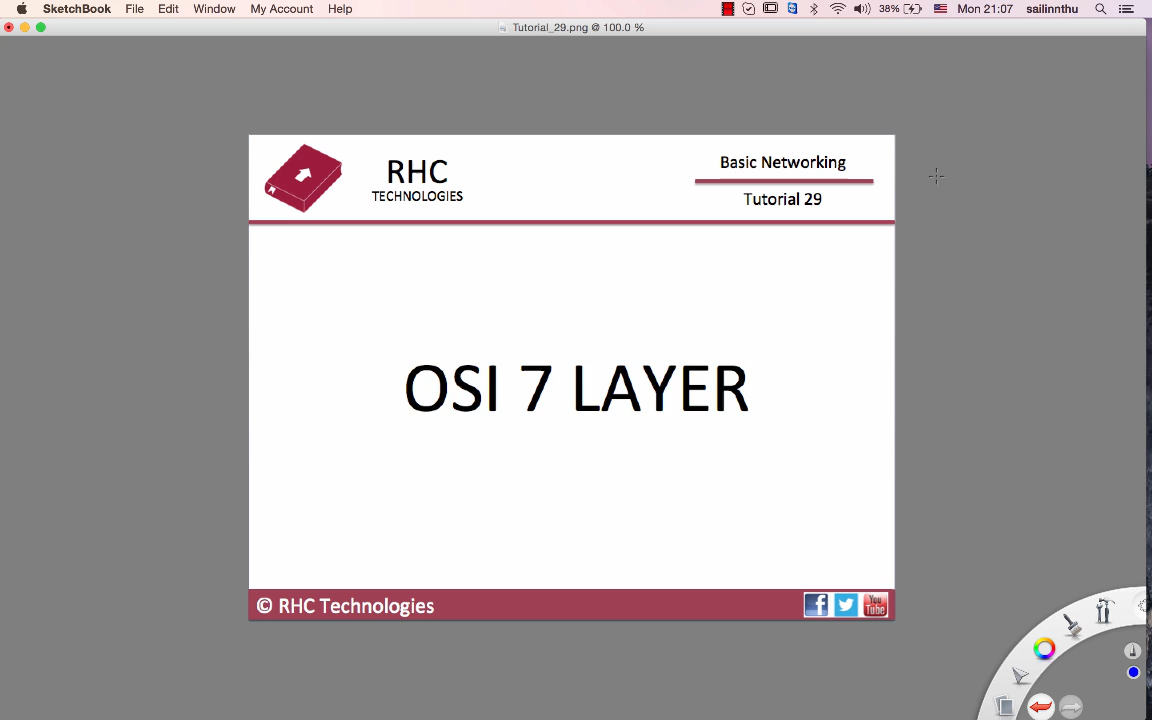 SketchBook File Edit Window My Account Help 38% Mon 21:07 sailinnthu
Tutorial_29.png @ 100.0 %
RHC
TECHNOLOGIES
Basic Networking
Tutorial 29
OSI 7 LAYER
© RHC Technologies
f
You
Tube